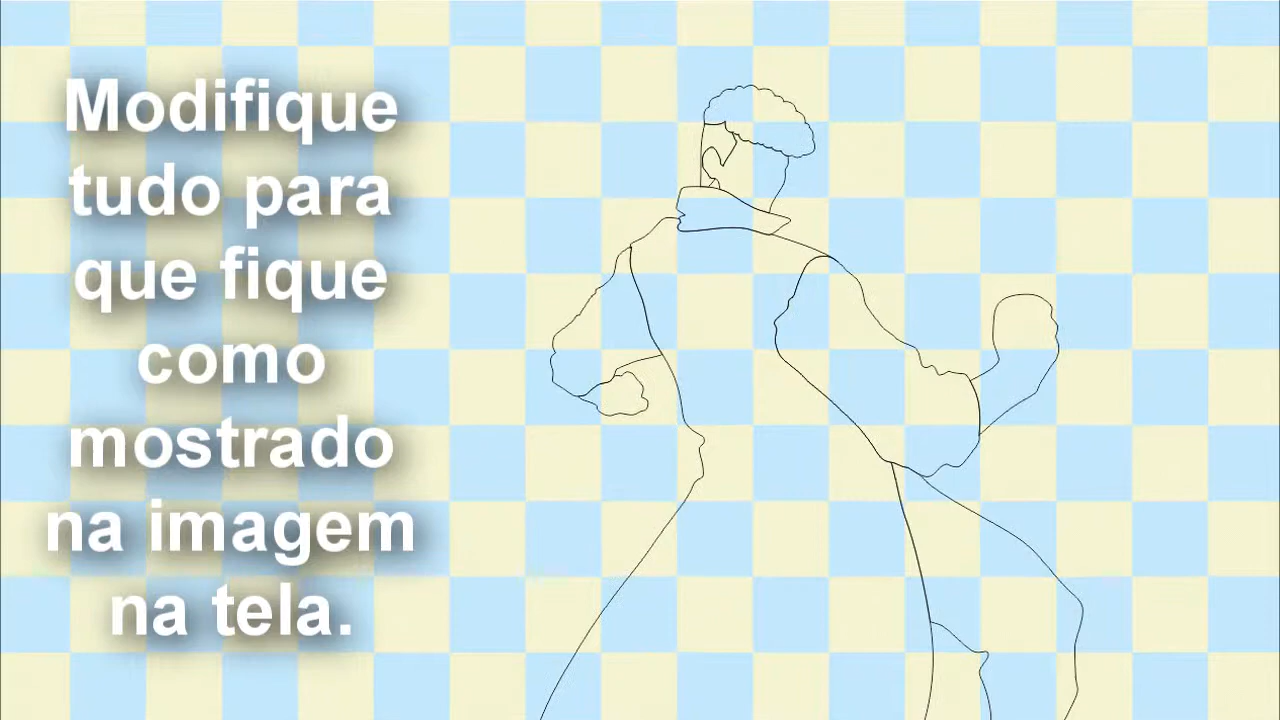 Modifique
tudo para
que fique
como
mostrado
na imagem
na tela.